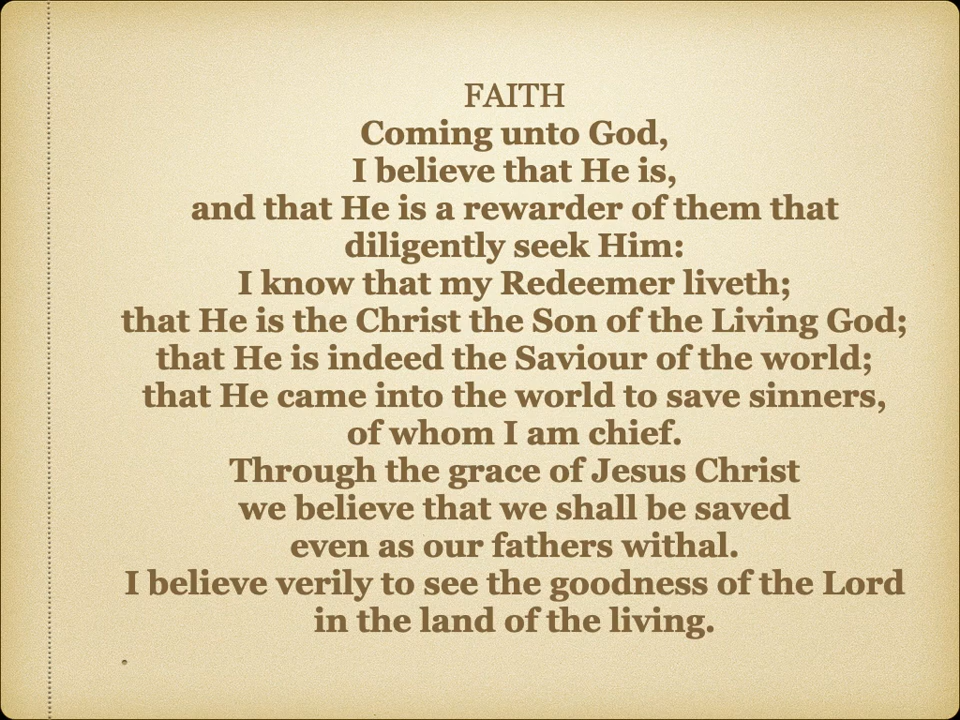 FAITH
Coming unto God,
I believe that He is,
and that He is a rewarder of them that
diligently seek Him:
I know that my Redeemer liveth;
that He is the Christ the Son of the Living God;
that He is indeed the Saviour of the world;
that He came into the world to save sinners,
of whom I am chief.
Through the grace of Jesus Christ
we believe that we shall be saved
even as our fathers withal.
I believe verily to see the goodness of the Lord
in the land of the living.
.